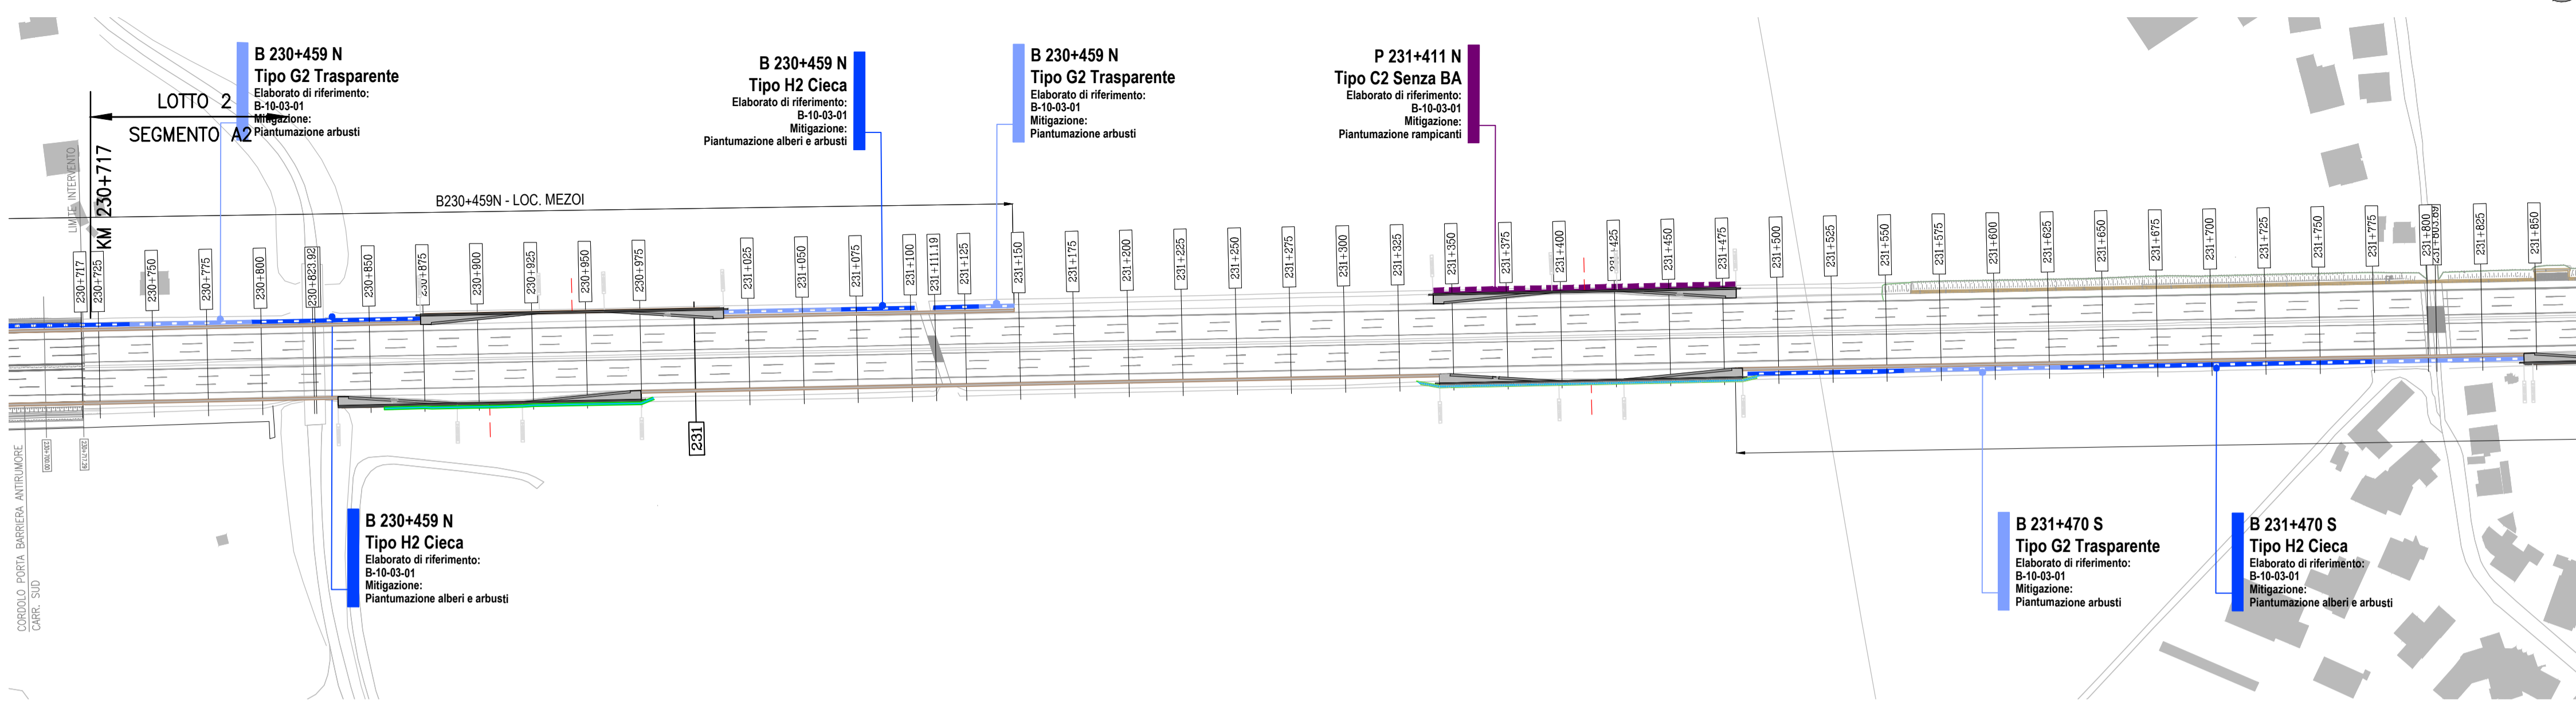 B 230+459 N
Tipo G2 Trasparente
Elaborato di riferimento:
B-10-03-01
Mitigazione:
Piantumazione arbusti
LOTTO 2
SEGMENTO A2
KM 230+717
LIMITE INTERVENTO
B 230+459 N
Tipo H2 Cieca
Elaborato di riferimento:
B-10-03-01
Mitigazione:
Piantumazione alberi e arbusti
B 230+459 N
Tipo G2 Trasparente
Elaborato di riferimento:
B-10-03-01
Mitigazione:
Piantumazione arbusti
P 231+411 N
Tipo C2 Senza BA
Elaborato di riferimento:
B-10-03-01
Mitigazione:
Piantumazione rampicanti
B230+459N - LOC. MEZOI
230+717
230+725
230+750
230+775
230+800
230+823.92
230+850
230+875
230+900
230+925
230+950
230+975
231+025
231+050
231+075
231+100
231+111.19
231+125
231+150
231+175
231+200
231+225
231+250
231+275
231+300
231+325
231+350
231+375
231+400
231+425
231+450
231+475
231+500
231+525
231+550
231+575
231+600
231+625
231+650
231+675
231+700
231+725
231+750
231+775
231+800
231+825
231+850
231
230+700.00
230+717.29
CORDOLO PORTA BARRIERA ANTIRUMORE
CARR. SUD
B 230+459 N
Tipo H2 Cieca
Elaborato di riferimento:
B-10-03-01
Mitigazione:
Piantumazione alberi e arbusti
B 231+470 S
Tipo G2 Trasparente
Elaborato di riferimento:
B-10-03-01
Mitigazione:
Piantumazione arbusti
B 231+470 S
Tipo H2 Cieca
Elaborato di riferimento:
B-10-03-01
Mitigazione:
Piantumazione alberi e arbusti